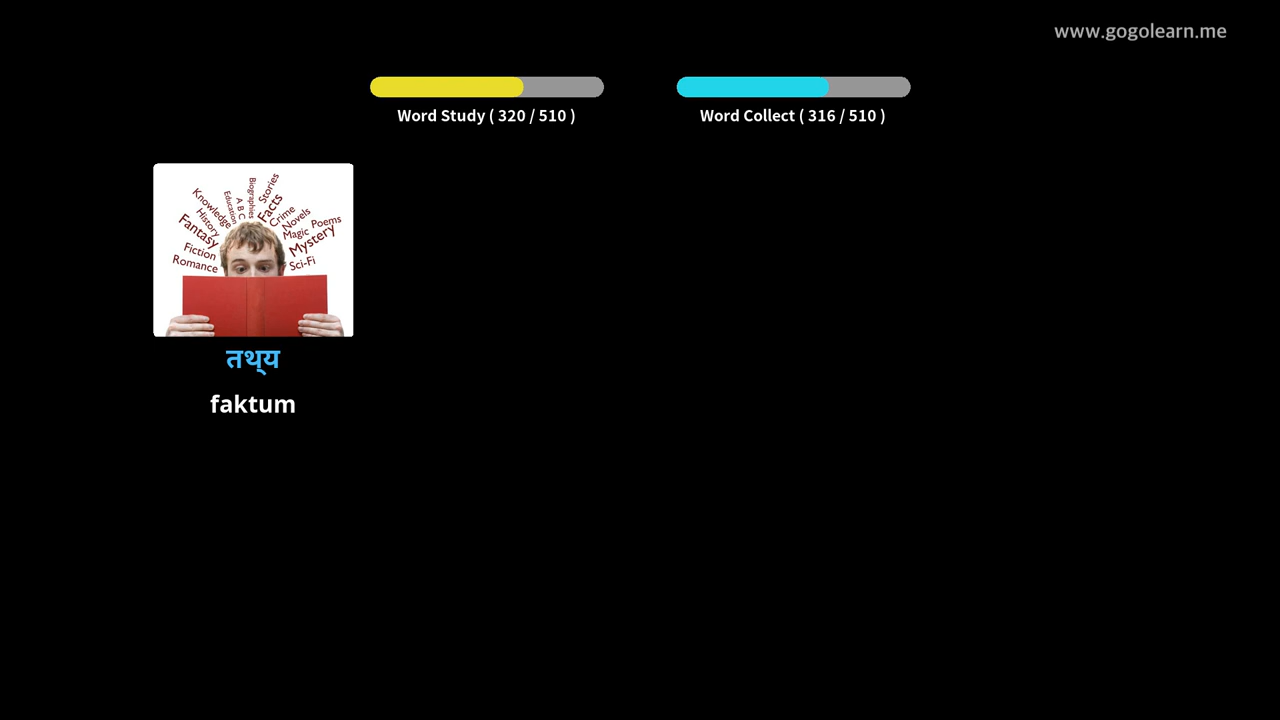 www.gogolearn.me
Word Study ( 320 / 510 )
Word Collect ( 316 / 510 )
Stories
Biographies
Facts
A B C
Education
Knowledge
Crime
History
Novels
Fantasy
Magic
Poems
Mystery
Fiction
Romance
Sci-Fi
तथ्य
faktum